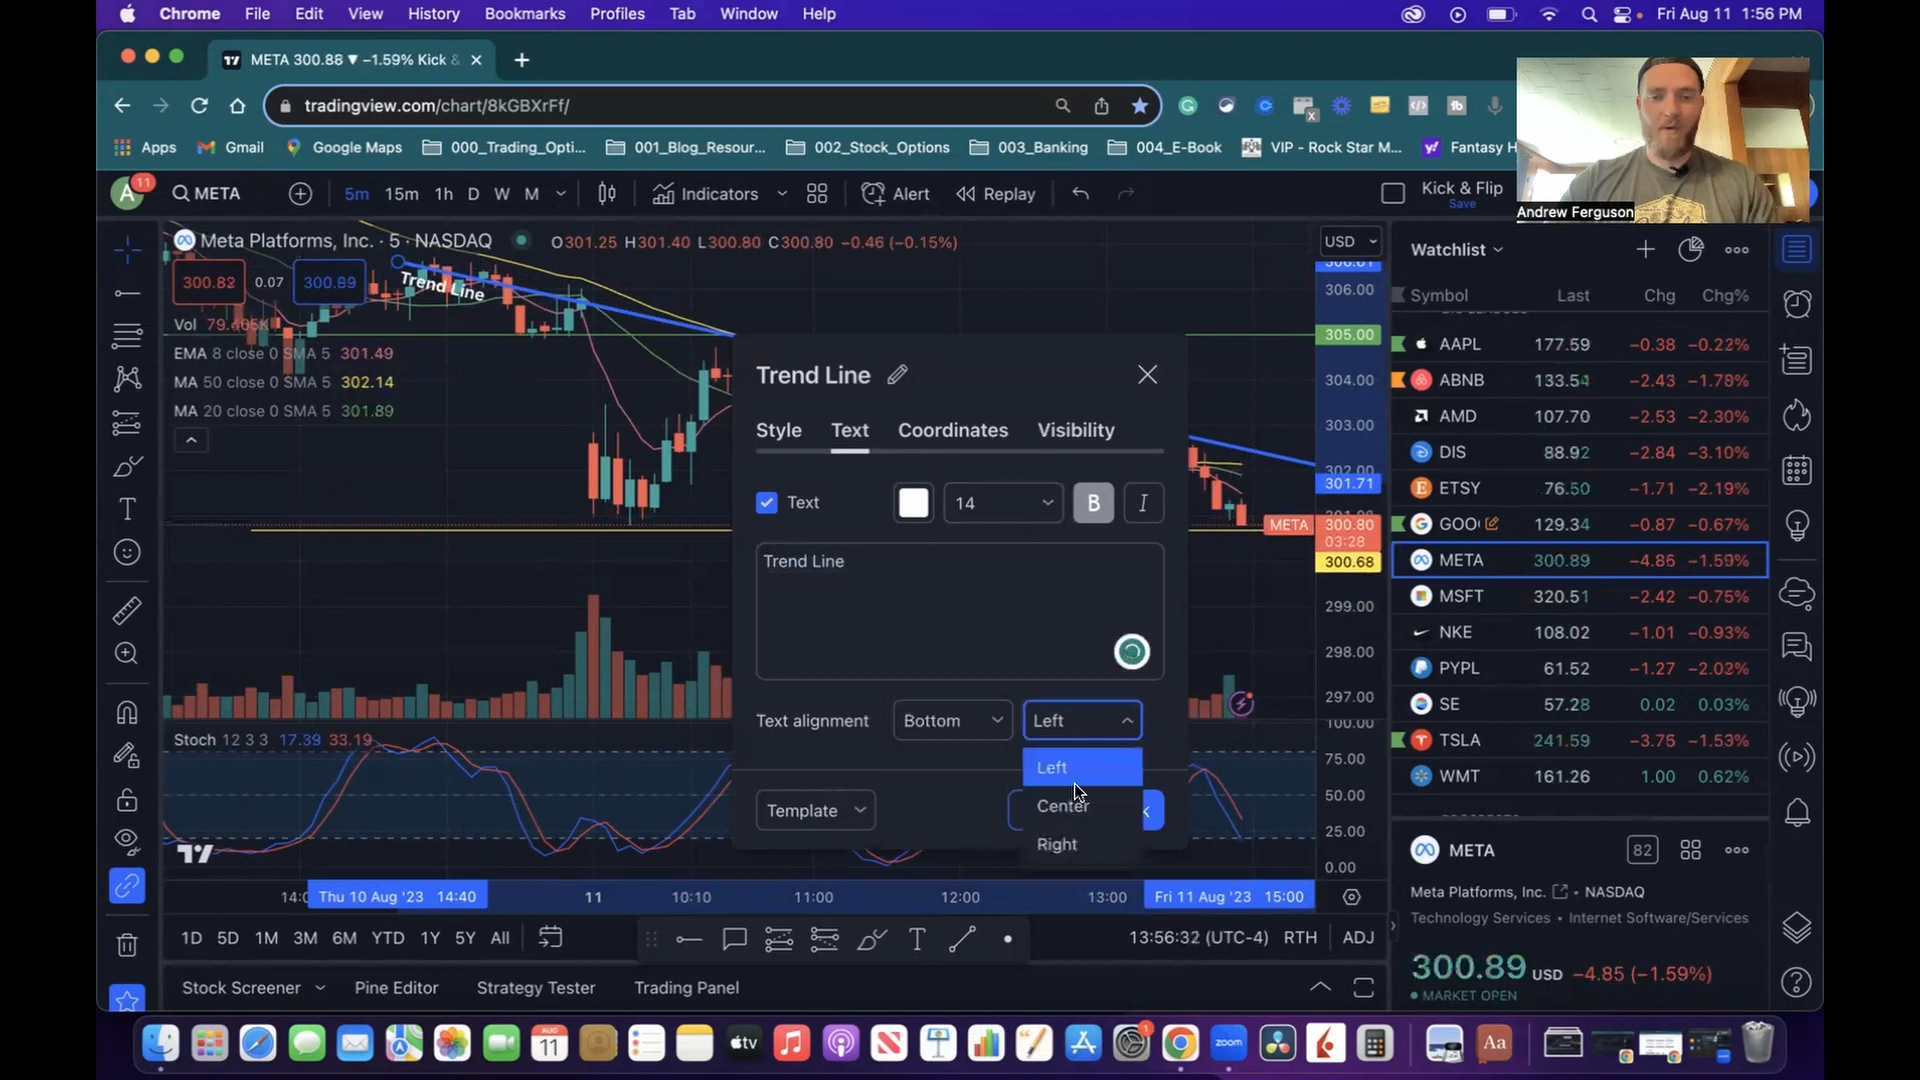 Chrome File Edit View History Bookmarks Profiles Tab Window Help Fri Aug 11 1:56 PM
META 300.88 ▼ −1.59% Kick &
tradingview.com/chart/8kGBXrFf/
Apps Gmail Google Maps 000_Trading_Opti... 001_Blog_Resour... 002_Stock_Options 003_Banking 004_E-Book VIP - Rock Star M... Fantasy H
Andrew Ferguson
A 11 META 5m 15m 1h D W M Indicators Alert Replay Kick & Flip
Save
Meta Platforms, Inc. · 5 · NASDAQ O301.25 H301.40 L300.80 C300.80 −0.46 (−0.15%)
USD
300.82 0.07 300.89
Trend Line
Vol 79.465K
EMA 8 close 0 SMA 5 301.49
MA 50 close 0 SMA 5 302.14
MA 20 close 0 SMA 5 301.89
306.00
305.00
304.00
303.00
302.00
301.71
META 300.80
03:28
300.68
299.00
298.00
297.00
100.00
75.00
50.00
25.00
0.00
Trend Line
Style Text Coordinates Visibility
Text 14 B I
Trend Line
Text alignment Bottom Left
Left
Center
Right
Template
Stoch 12 3 3 17.39 33.19
Thu 10 Aug '23 14:40 11 10:10 11:00 12:00 13:00 Fri 11 Aug '23 15:00
1D 5D 1M 3M 6M YTD 1Y 5Y All
13:56:32 (UTC-4) RTH ADJ
Stock Screener Pine Editor Strategy Tester Trading Panel
Watchlist
Symbol Last Chg Chg%
AAPL 177.59 −0.38 −0.22%
ABNB 133.54 −2.43 −1.78%
AMD 107.70 −2.53 −2.30%
DIS 88.92 −2.84 −3.10%
ETSY 76.50 −1.71 −2.19%
GOO 129.34 −0.87 −0.67%
META 300.89 −4.86 −1.59%
MSFT 320.51 −2.42 −0.75%
NKE 108.02 −1.01 −0.93%
PYPL 61.52 −1.27 −2.02%
SE 57.28 0.02 0.03%
TSLA 241.59 −3.75 −1.53%
WMT 161.26 1.00 0.62%
META 82
Meta Platforms, Inc. • NASDAQ
Technology Services • Internet Software/Services
300.89 USD −4.85 (−1.59%)
MARKET OPEN
AUG
11
tv
zoom
Aa
1